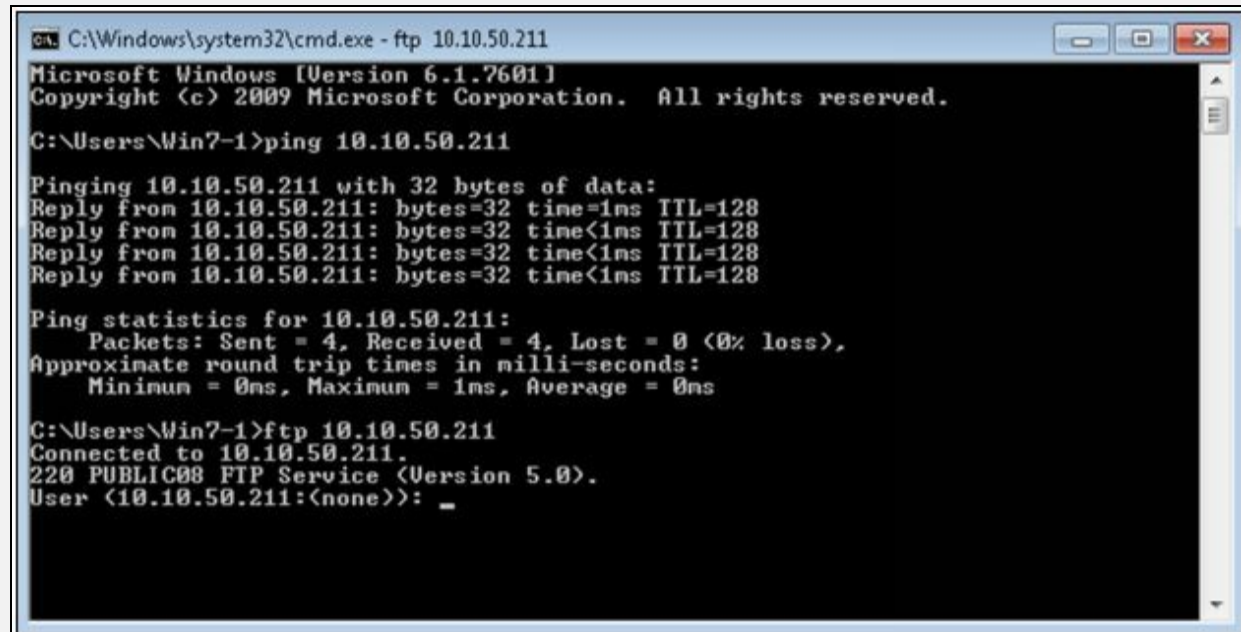 C:\Windows\system32\cmd.exe - ftp 10.10.50.211
Microsoft Windows [Version 6.1.7601]
Copyright (c) 2009 Microsoft Corporation.  All rights reserved.
C:\Users\Win7-1>ping 10.10.50.211
Pinging 10.10.50.211 with 32 bytes of data:
Reply from 10.10.50.211: bytes=32 time=1ms TTL=128
Reply from 10.10.50.211: bytes=32 time<1ms TTL=128
Reply from 10.10.50.211: bytes=32 time<1ms TTL=128
Reply from 10.10.50.211: bytes=32 time<1ms TTL=128
Ping statistics for 10.10.50.211:
    Packets: Sent = 4, Received = 4, Lost = 0 (0% loss),
Approximate round trip times in milli-seconds:
    Minimum = 0ms, Maximum = 1ms, Average = 0ms
C:\Users\Win7-1>ftp 10.10.50.211
Connected to 10.10.50.211.
220 PUBLIC08 FTP Service (Version 5.0).
User (10.10.50.211:(none)): _